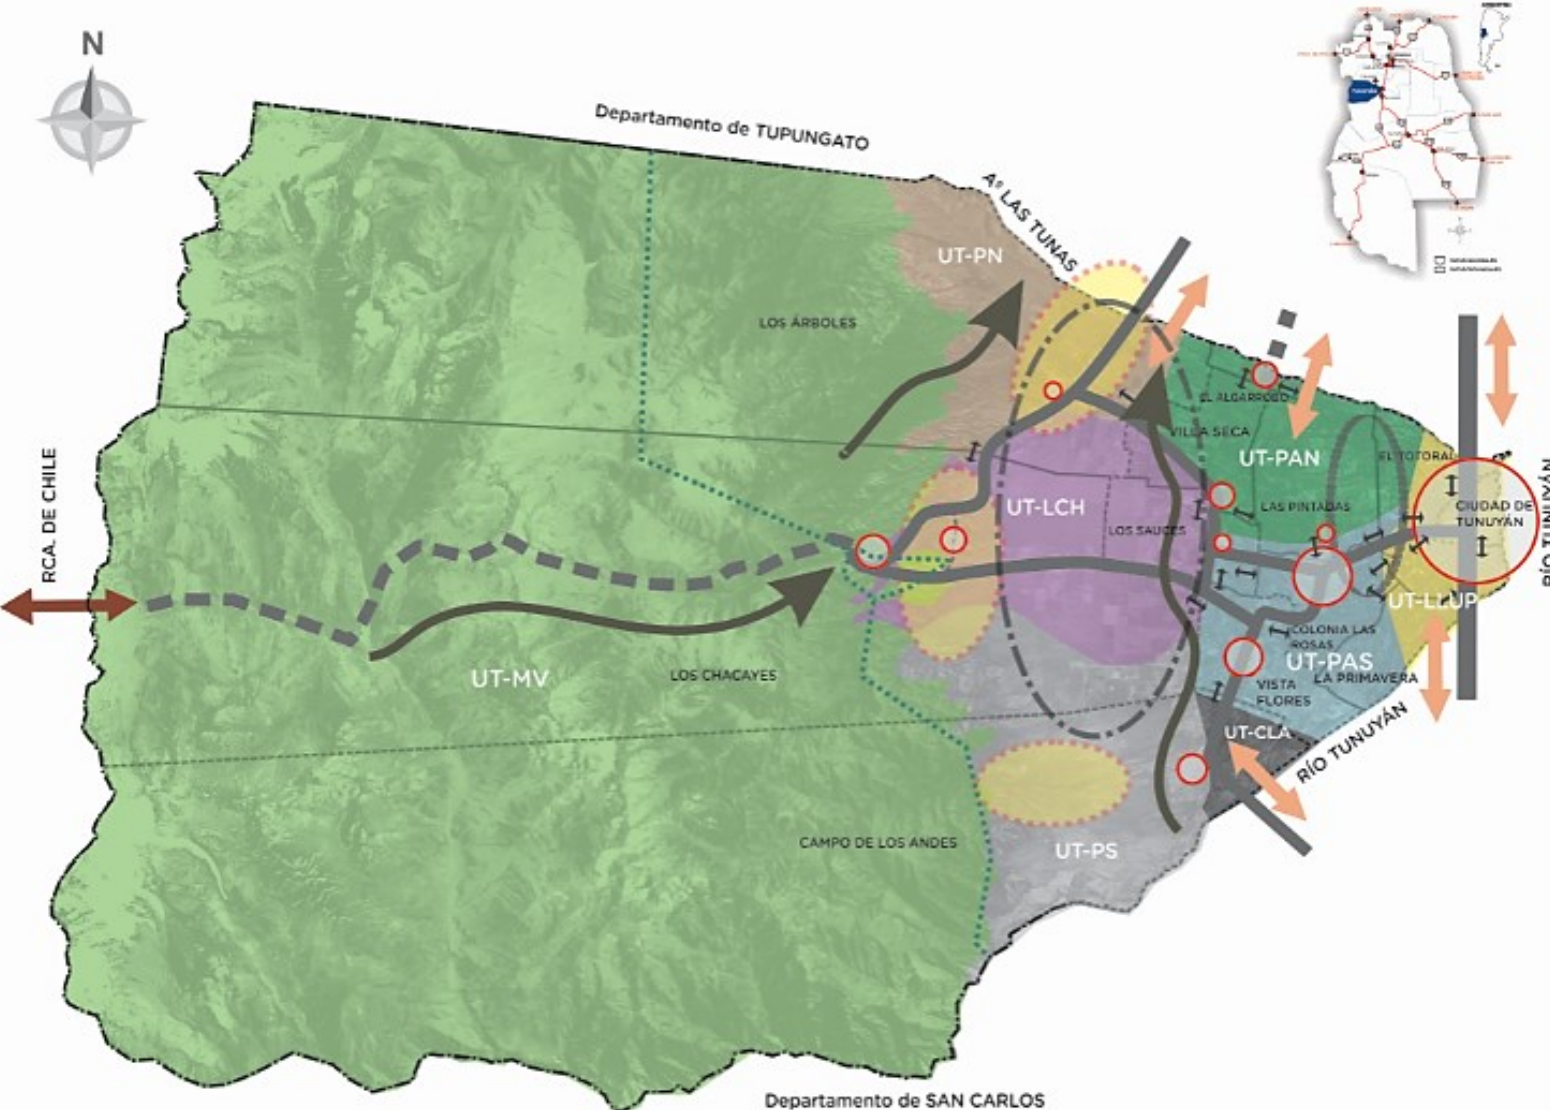 N
Departamento de TUPUNGATO
Aº LAS TUNAS
UT-PN
LOS ÁRBOLES
EL ALGARROBO
VILLA SECA
UT-PAN
EL TOTORAL
RCA. DE CHILE
UT-LCH
LAS PINTADAS
CIUDAD DE
TUNUYÁN
RÍO TUNUYÁN
LOS SAUCES
UT-LLUP
COLONIA LAS
ROSAS
UT-PAS
UT-MV
LOS CHACAYES
LA PRIMAVERA
VISTA
FLORES
UT-CLA
RÍO TUNUYÁN
CAMPO DE LOS ANDES
UT-PS
Departamento de SAN CARLOS